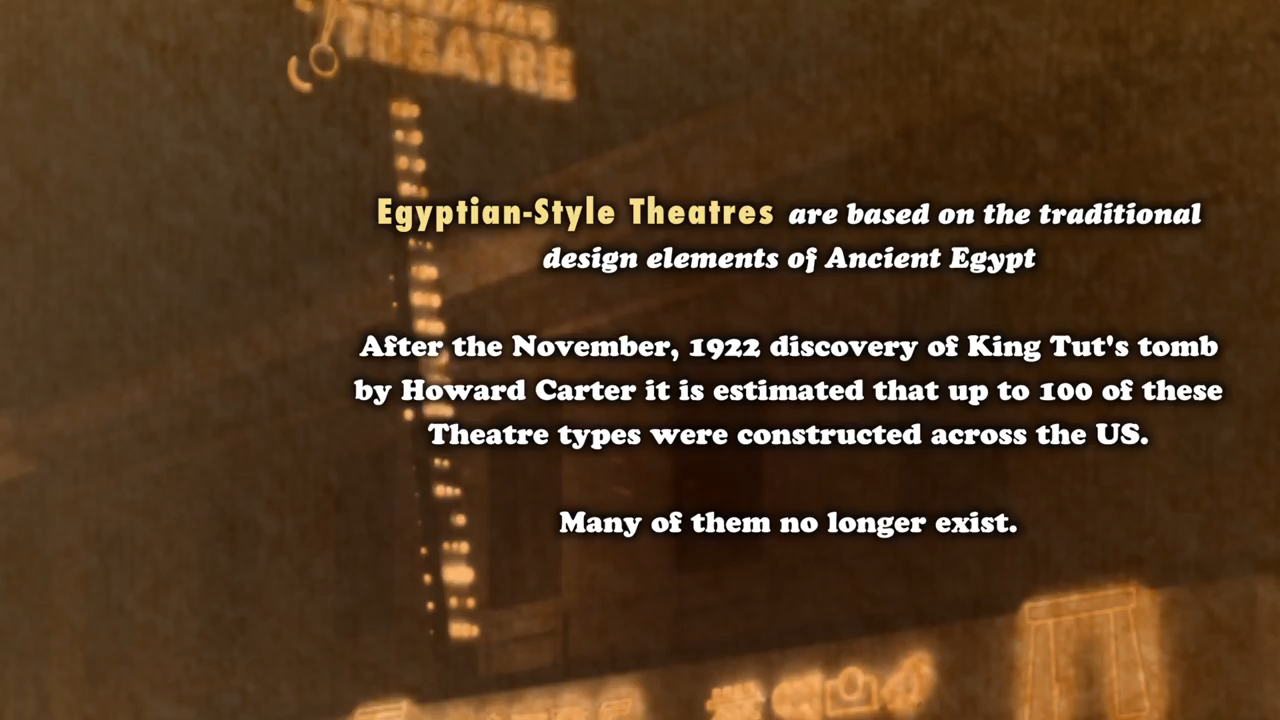 THEATRE
Egyptian-Style Theatres are based on the traditional
design elements of Ancient Egypt
After the November, 1922 discovery of King Tut's tomb
by Howard Carter it is estimated that up to 100 of these
Theatre types were constructed across the US.
Many of them no longer exist.